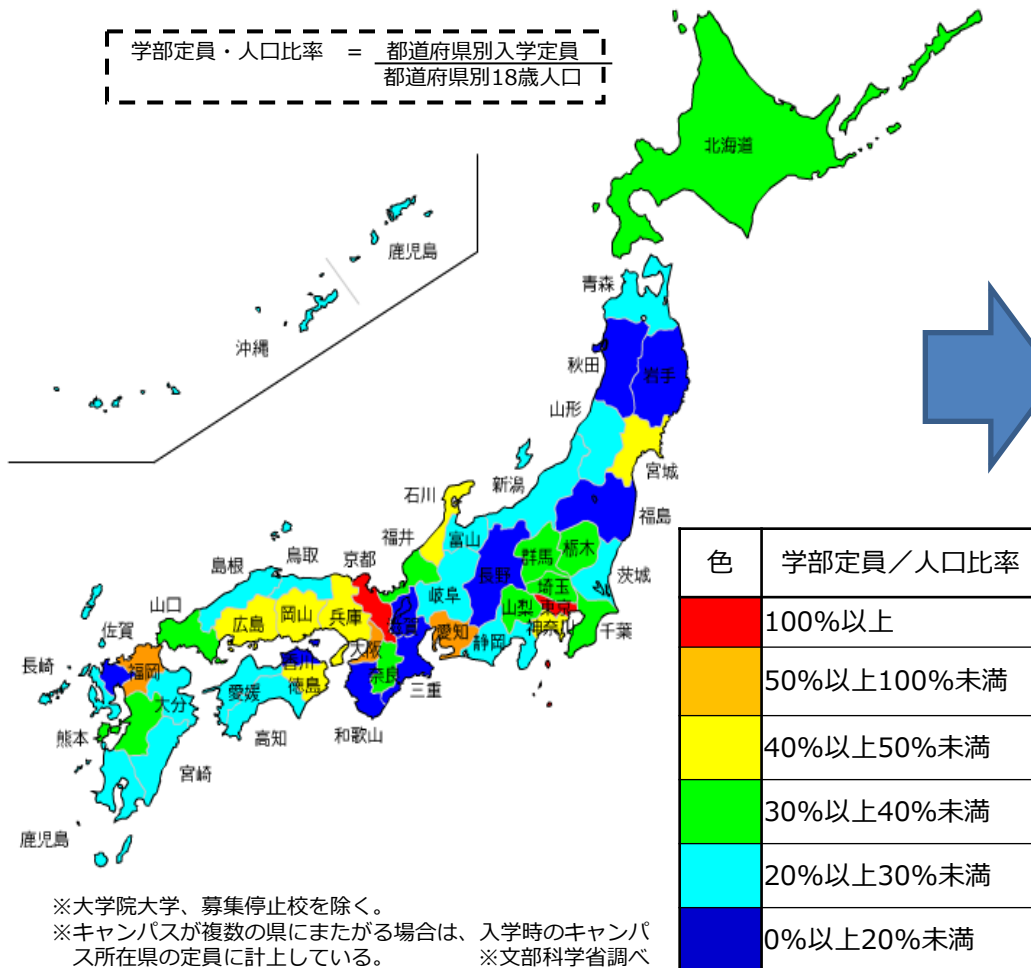 学部定員・人口比率 = 都道府県別入学定員
都道府県別18歳人口
北海道
鹿児島
沖縄
青森
秋田
岩手
山形
宮城
新潟
石川
福島
福井
富山
群馬
栃木
島根
鳥取
京都
長野
茨城
埼玉
岐阜
山梨
東京
山口
岡山
兵庫
滋賀
広島
愛知
神奈川
千葉
佐賀
大阪
静岡
香川
長崎
福岡
奈良
徳島
三重
愛媛
大分
和歌山
高知
熊本
宮崎
鹿児島
色 学部定員／人口比率
100%以上
50%以上100%未満
40%以上50%未満
30%以上40%未満
20%以上30%未満
0%以上20%未満
※大学院大学、募集停止校を除く。
※キャンパスが複数の県にまたがる場合は、入学時のキャンパ
ス所在県の定員に計上している。 ※文部科学省調べ